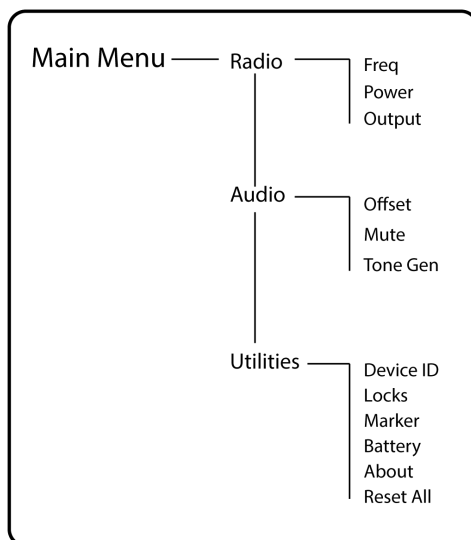 Main Menu
Radio
Freq
Power
Output
Audio
Offset
Mute
Tone Gen
Utilities
Device ID
Locks
Marker
Battery
About
Reset All